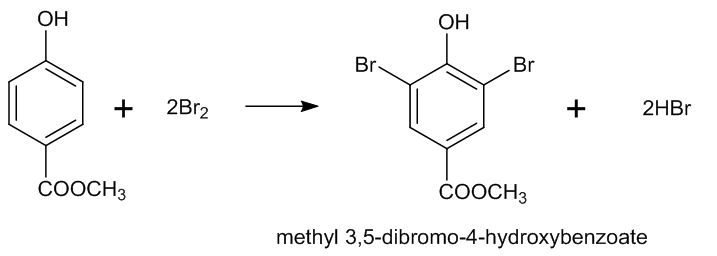 OH
+ 2Br₂
COOCH₃
OH
Br Br
COOCH₃
+ 2HBr
methyl 3,5-dibromo-4-hydroxybenzoate